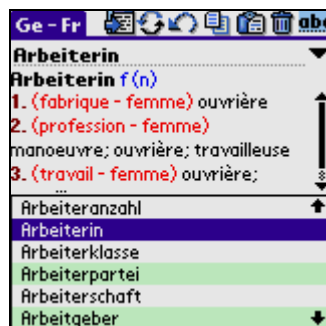 Ge - Fr abc
Arbeiterin
Arbeiterin f (n)
1. (fabrique - femme) ouvrière
2. (profession - femme)
manoeuvre; ouvrière; travailleuse
3. (travail - femme) ouvrière;
Arbeiteranzahl
Arbeiterin
Arbeiterklasse
Arbeiterpartei
Arbeiterschaft
Arbeitgeber